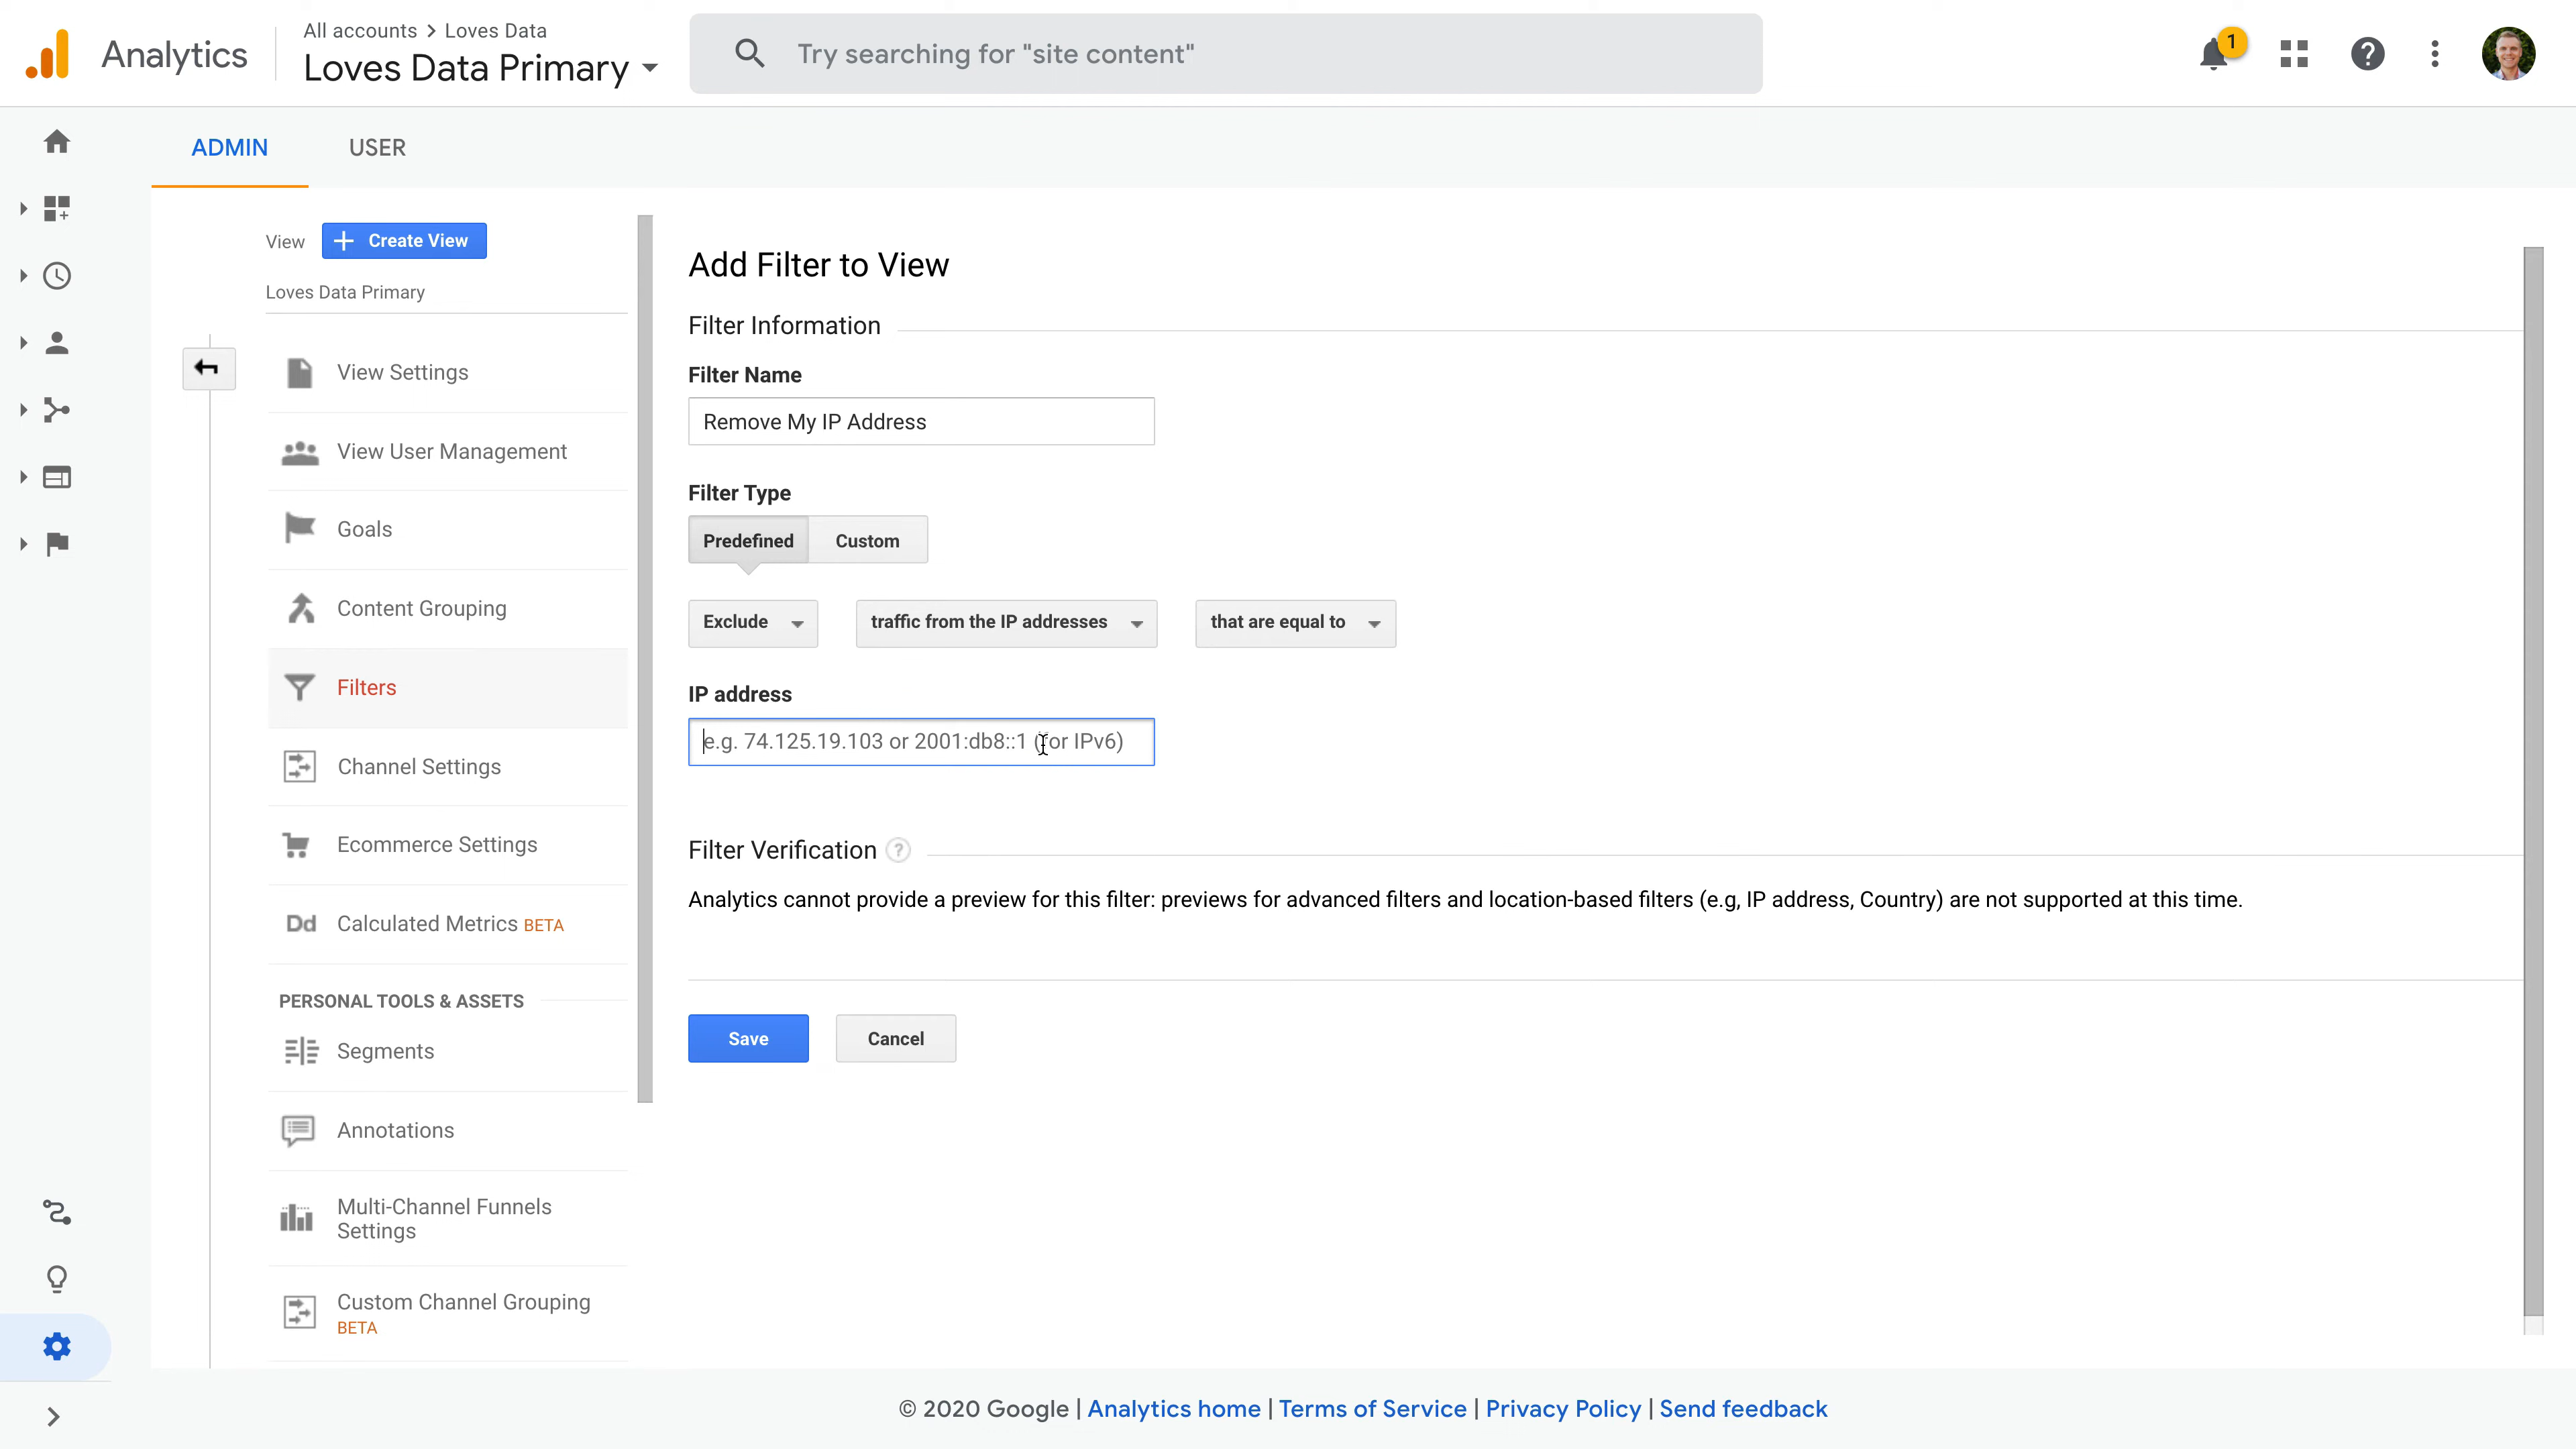 Analytics
All accounts > Loves Data
Loves Data Primary
Try searching for "site content"
1
ADMIN
USER
View
Create View
Loves Data Primary
View Settings
View User Management
Goals
Content Grouping
Filters
Channel Settings
Ecommerce Settings
Dd Calculated Metrics BETA
PERSONAL TOOLS & ASSETS
Segments
Annotations
Multi-Channel Funnels
Settings
Custom Channel Grouping
BETA
Add Filter to View
Filter Information
Filter Name
Remove My IP Address
Filter Type
Predefined
Custom
Exclude
traffic from the IP addresses
that are equal to
IP address
e.g. 74.125.19.103 or 2001:db8::1 (for IPv6)
Filter Verification ?
Analytics cannot provide a preview for this filter: previews for advanced filters and location-based filters (e.g, IP address, Country) are not supported at this time.
Save
Cancel
© 2020 Google | Analytics home | Terms of Service | Privacy Policy | Send feedback